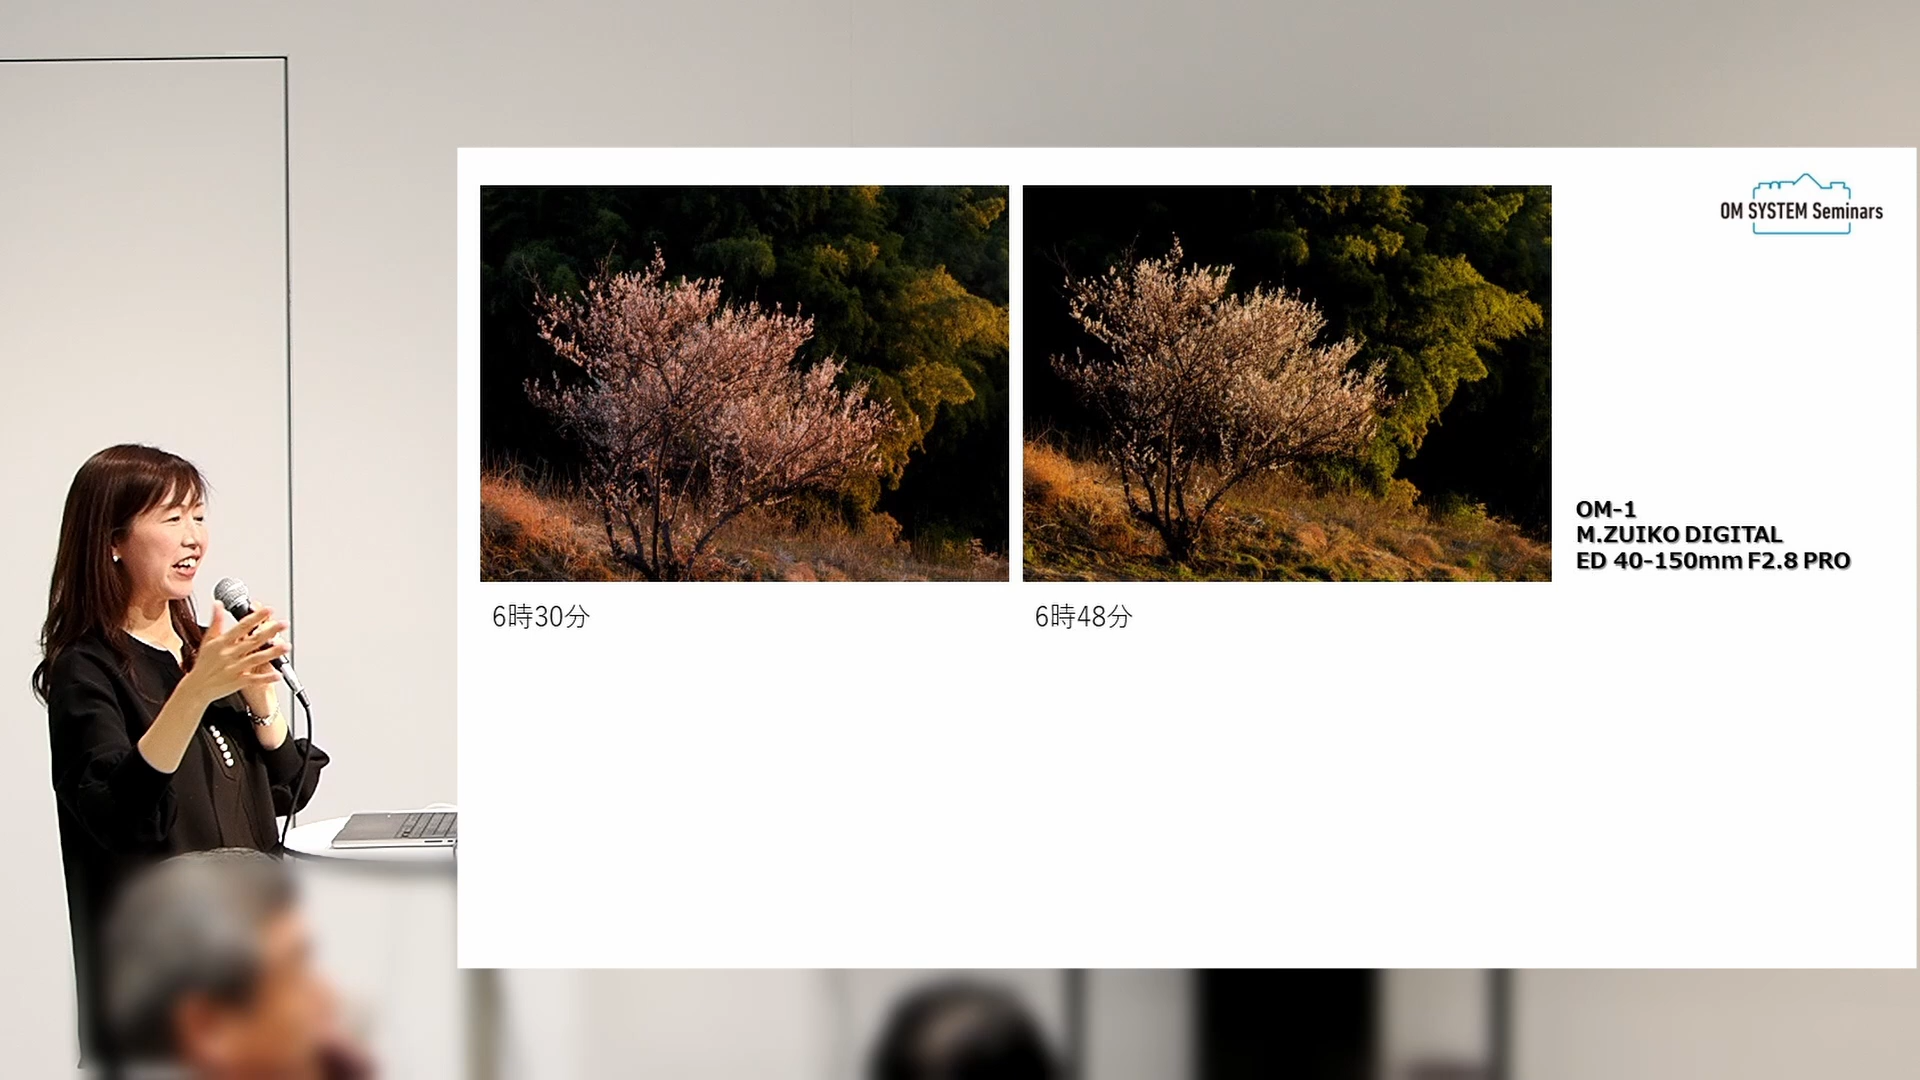 OM SYSTEM Seminars
OM-1
M.ZUIKO DIGITAL
ED 40-150mm F2.8 PRO
6時30分
6時48分